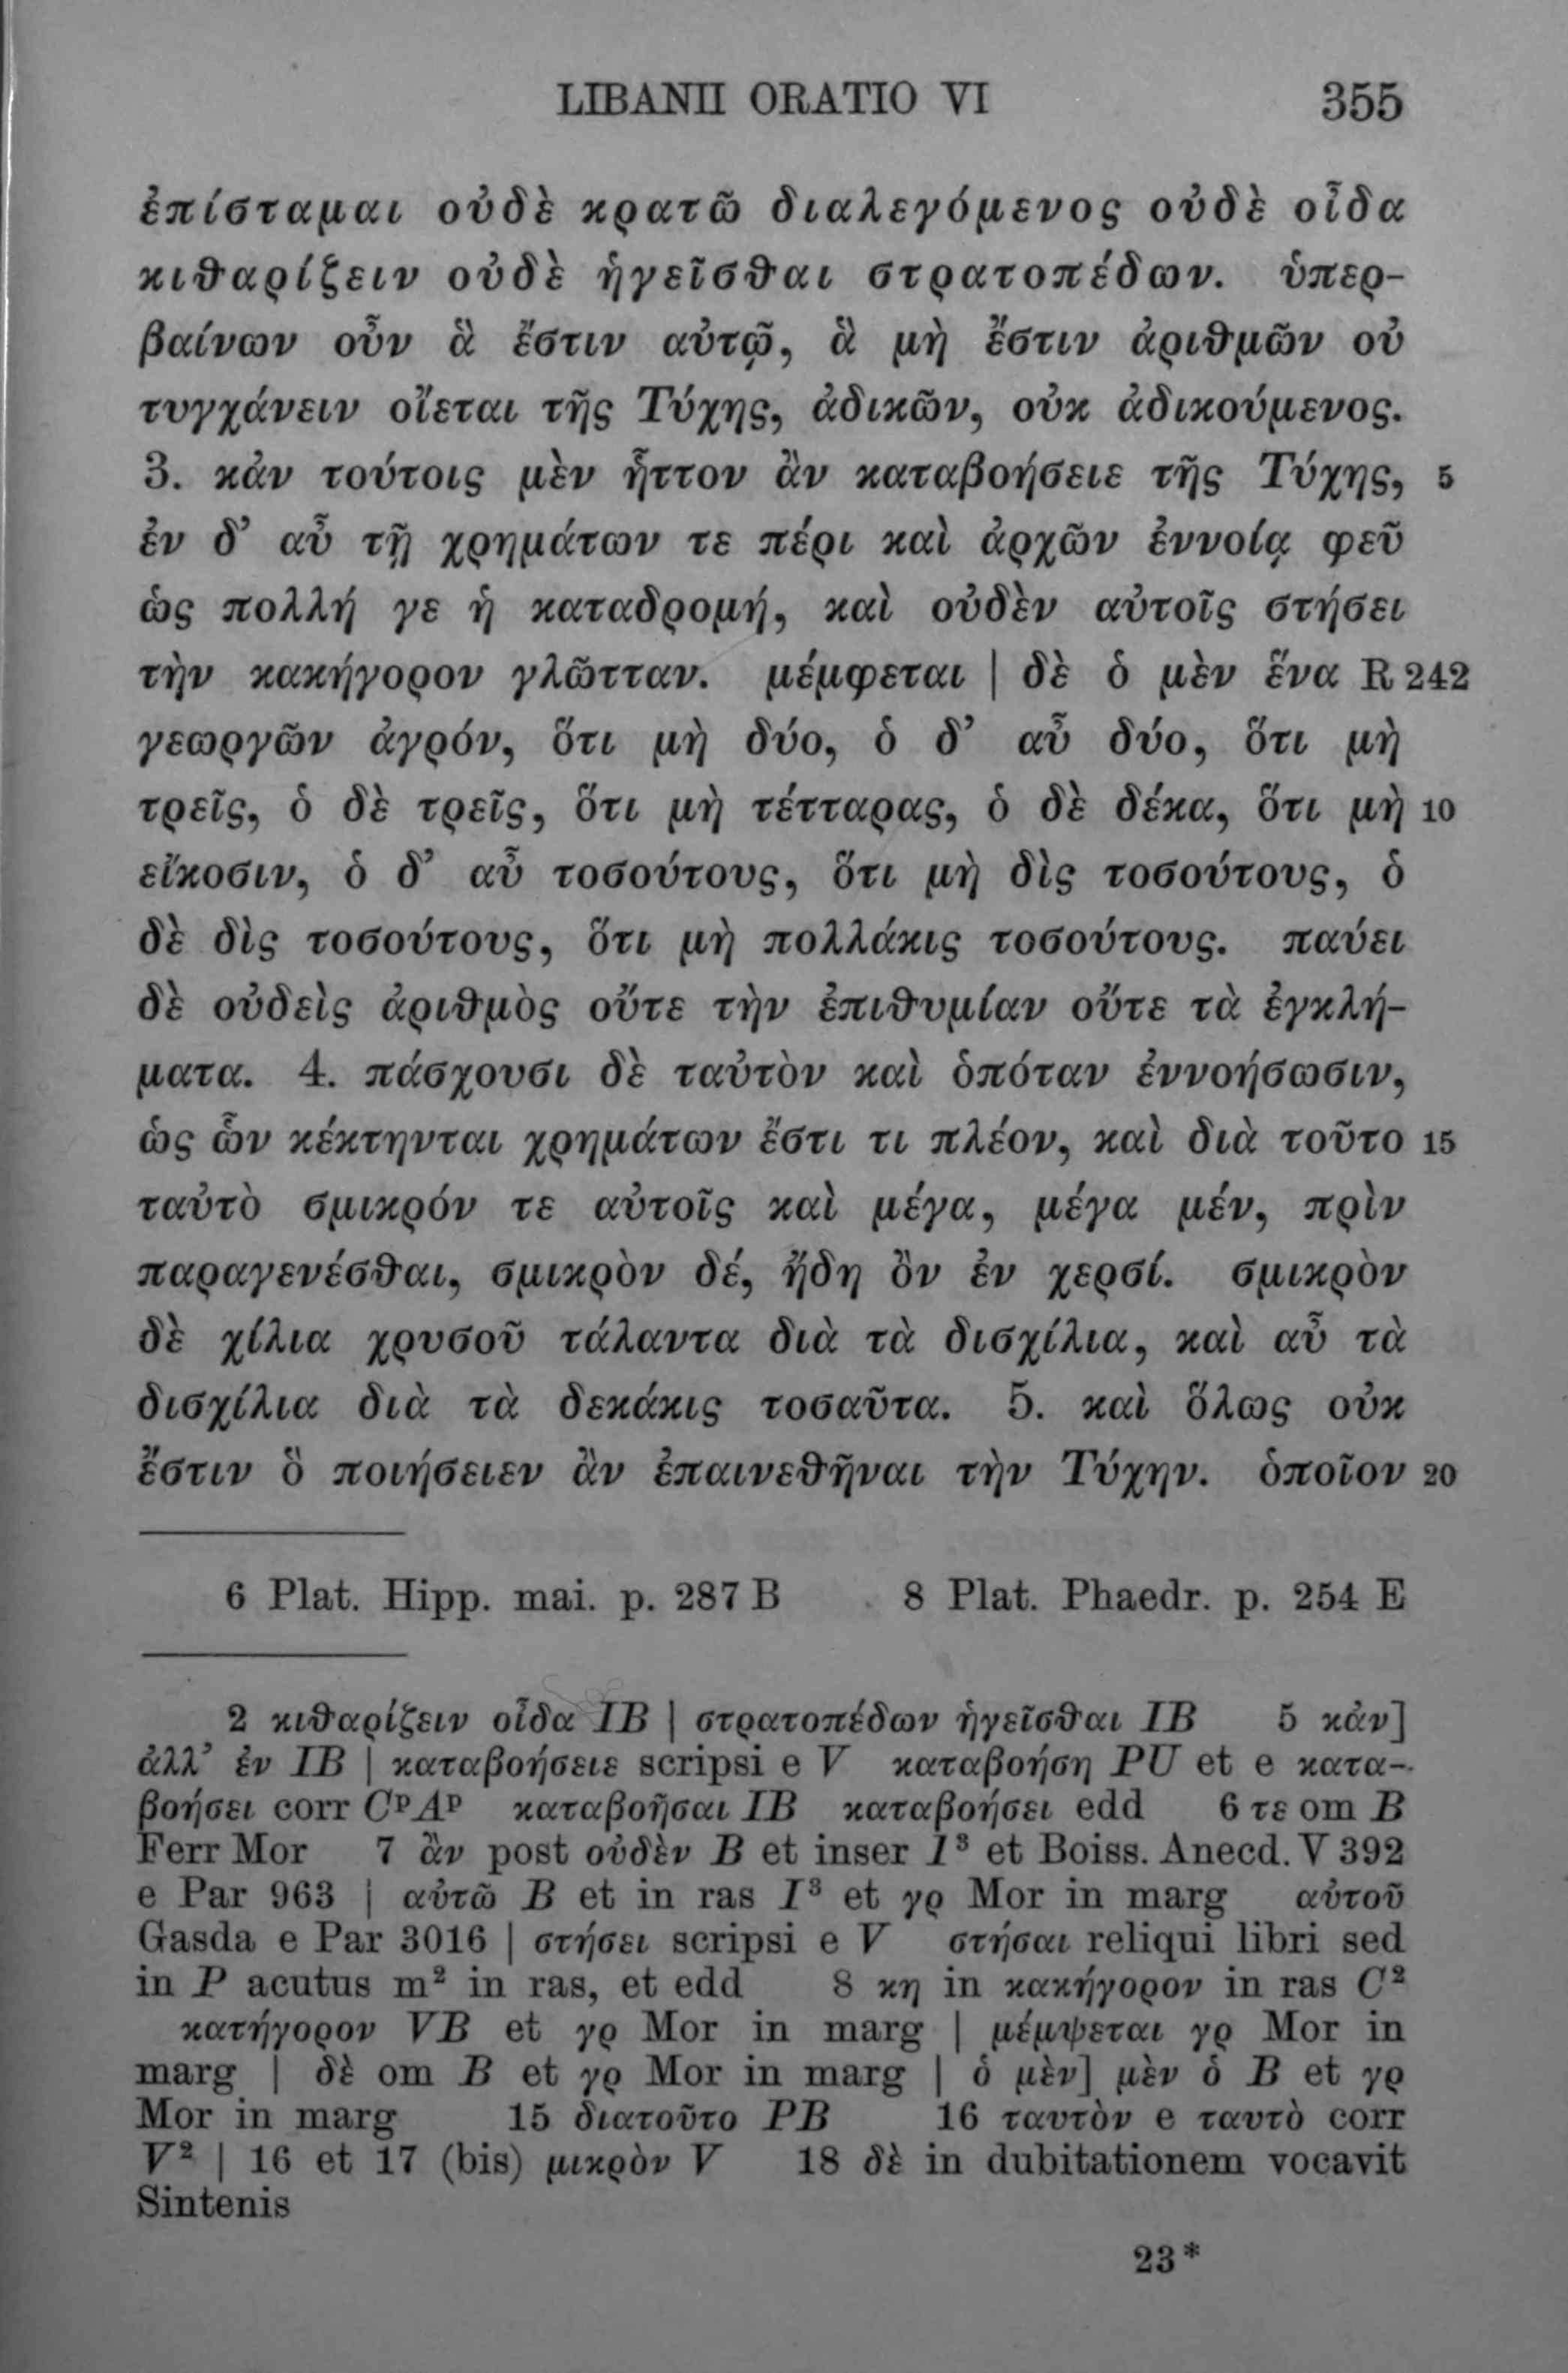 LIBANII ORATIO VI 355
ἐπίσταμαι οὐδὲ κρατῶ διαλεγόμενος οὐδὲ οἶδα
κιθαρίζειν οὐδὲ ἡγεῖσθαι στρατοπέδων. ὑπερ-
βαίνων οὖν ἃ ἔστιν αὐτῷ, ἃ μὴ ἔστιν ἀριθμῶν οὐ
τυγχάνειν οἴεται τῆς Τύχης, ἀδικῶν, οὐκ ἀδικούμενος.
3. κἀν τούτοις μὲν ἧττον ἂν καταβοήσειε τῆς Τύχης, 5
ἐν δ’ αὖ τῇ χρημάτων τε πέρι καὶ ἀρχῶν ἐννοίᾳ φεῦ
ὡς πολλή γε ἡ καταδρομή, καὶ οὐδὲν αὐτοῖς στήσει
τὴν κακήγορον γλῶτταν. μέμφεται | δὲ ὁ μὲν ἕνα R 242
γεωργῶν ἀγρόν, ὅτι μὴ δύο, ὁ δ’ αὖ δύο, ὅτι μὴ
τρεῖς, ὁ δὲ τρεῖς, ὅτι μὴ τέτταρας, ὁ δὲ δέκα, ὅτι μὴ 10
εἴκοσιν, ὁ δ’ αὖ τοσούτους, ὅτι μὴ δὶς τοσούτους, ὁ
δὲ δὶς τοσούτους, ὅτι μὴ πολλάκις τοσούτους. παύει
δὲ οὐδεὶς ἀριθμὸς οὔτε τὴν ἐπιθυμίαν οὔτε τὰ ἐγκλή-
ματα. 4. πάσχουσι δὲ ταὐτὸν καὶ ὁπόταν ἐννοήσωσιν,
ὡς ὧν κέκτηνται χρημάτων ἔστι τι πλέον, καὶ διὰ τοῦτο 15
ταὐτὸ σμικρόν τε αὐτοῖς καὶ μέγα, μέγα μέν, πρὶν
παραγενέσθαι, σμικρὸν δέ, ἤδη ὂν ἐν χερσί. σμικρὸν
δὲ χίλια χρυσοῦ τάλαντα διὰ τὰ δισχίλια, καὶ αὖ τὰ
δισχίλια διὰ τὰ δεκάκις τοσαῦτα. 5. καὶ ὅλως οὐκ
ἔστιν ὃ ποιήσειεν ἂν ἐπαινεθῆναι τὴν Τύχην. ὁποῖον 20
6 Plat. Hipp. mai. p. 287 B 8 Plat. Phaedr. p. 254 E
2 κιθαρίζειν οἶδα IB | στρατοπέδων ἡγεῖσθαι IB 5 κἀν]
ἀλλ’ ἐν IB | καταβοήσειε scripsi e V καταβοήσῃ PU et e κατα-
βοήσει corr CᵖAᵖ καταβοῆσαι IB καταβοήσει edd 6 τε om B
Ferr Mor 7 ἂν post οὐδὲν B et inser I³ et Boiss. Anecd. V 392
e Par 963 | αὐτῶ B et in ras I³ et γρ Mor in marg αὐτοῦ
Gasda e Par 3016 | στήσει scripsi e V στήσαι reliqui libri sed
in P acutus m² in ras, et edd 8 κη in κακήγορον in ras C²
κατήγορον VB et γρ Mor in marg | μέμψεται γρ Mor in
marg | δὲ om B et γρ Mor in marg | ὁ μὲν] μὲν ὁ B et γρ
Mor in marg 15 διατοῦτο PB 16 ταυτὸν e ταυτὸ corr
V² | 16 et 17 (bis) μικρὸν V 18 δὲ in dubitationem vocavit
Sintenis
23*